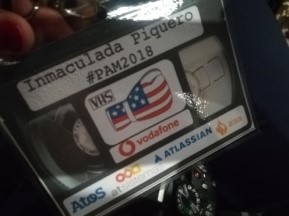 Inmaculada Piquero
#PAM2018
VHS
vodafone
AtoS
ATLASSIAN